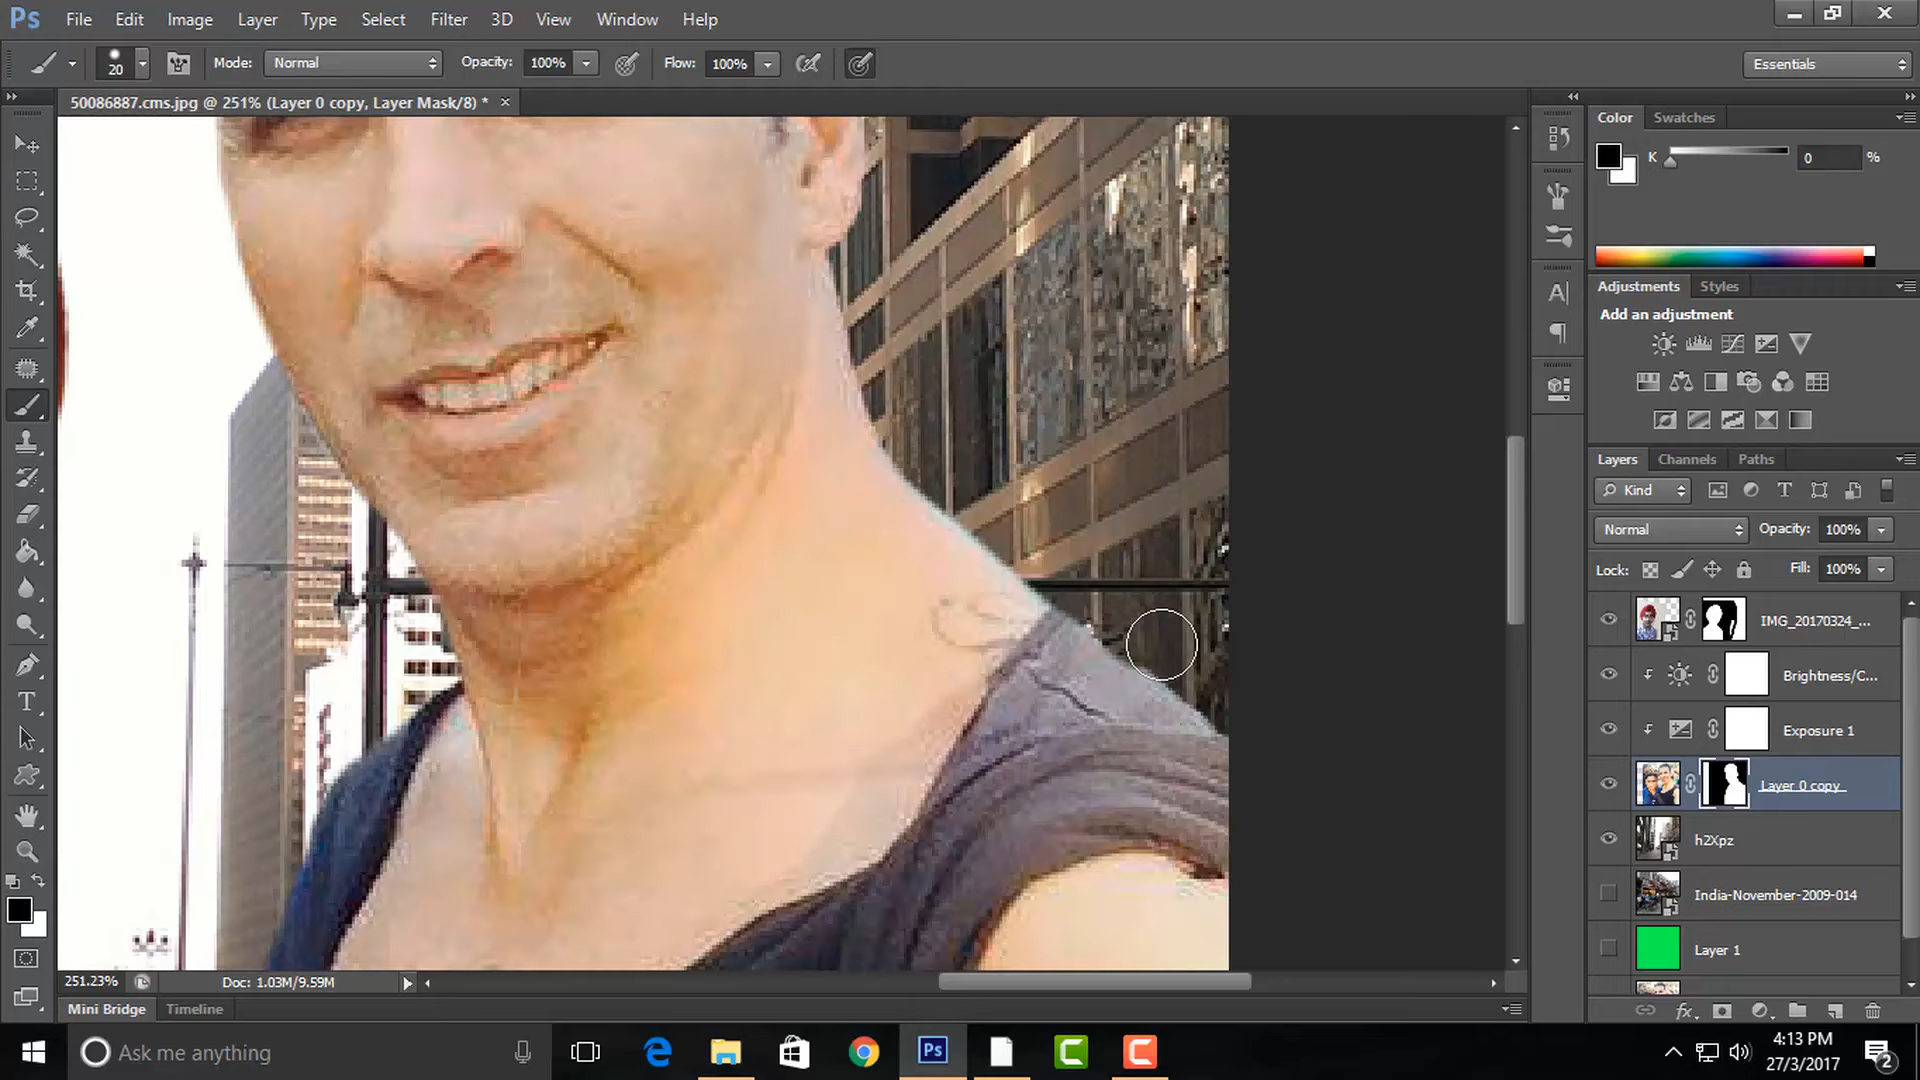 Ps File Edit Image Layer Type Select Filter 3D View Window Help
20 Mode: Normal Opacity: 100% Flow: 100% Essentials
50086887.cms.jpg @ 251% (Layer 0 copy, Layer Mask/8) * ×
Color Swatches
K 0 %
Adjustments Styles
Add an adjustment
Layers Channels Paths
Kind
Normal Opacity: 100%
Lock: Fill: 100%
IMG_20170324_...
Brightness/C...
Exposure 1
Layer 0 copy
h2Xpz
India-November-2009-014
Layer 1
251.23% Doc: 1.03M/9.59M
Mini Bridge Timeline
Ask me anything
Ps
4:13 PM
27/3/2017
2